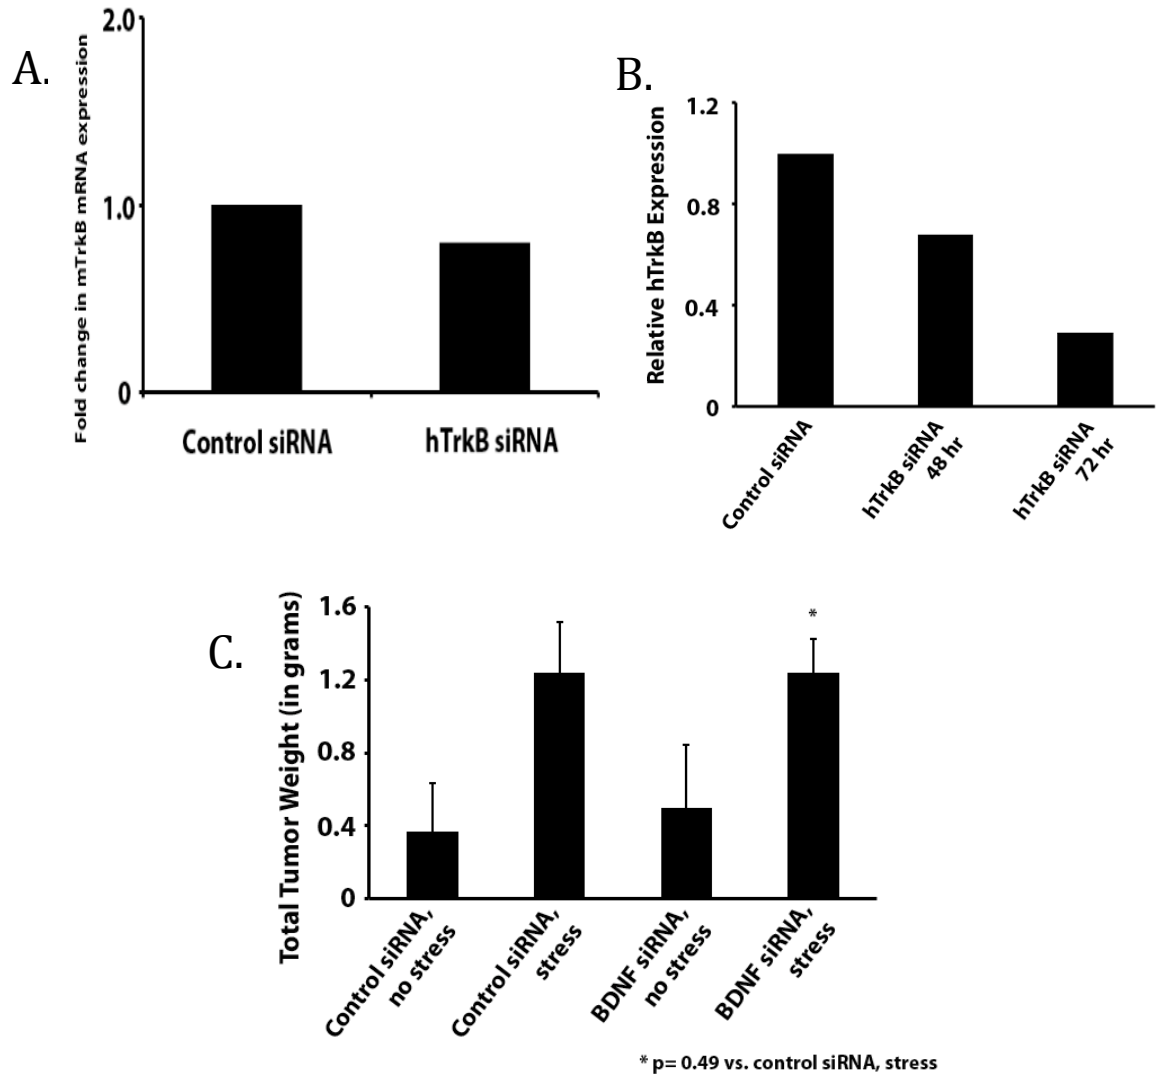 A.
Fold change in mTrkB mRNA expression
2.0
1.0
0
Control siRNA
hTrkB siRNA
B.
Relative hTrkB Expression
1.2
0.8
0.4
0
Control siRNA
hTrkB siRNA
48 hr
hTrkB siRNA
72 hr
C.
Total Tumor Weight (in grams)
1.6
1.2
0.8
0.4
0
*
Control siRNA,
no stress
Control siRNA,
stress
BDNF siRNA,
no stress
BDNF siRNA,
stress
* p= 0.49 vs. control siRNA, stress